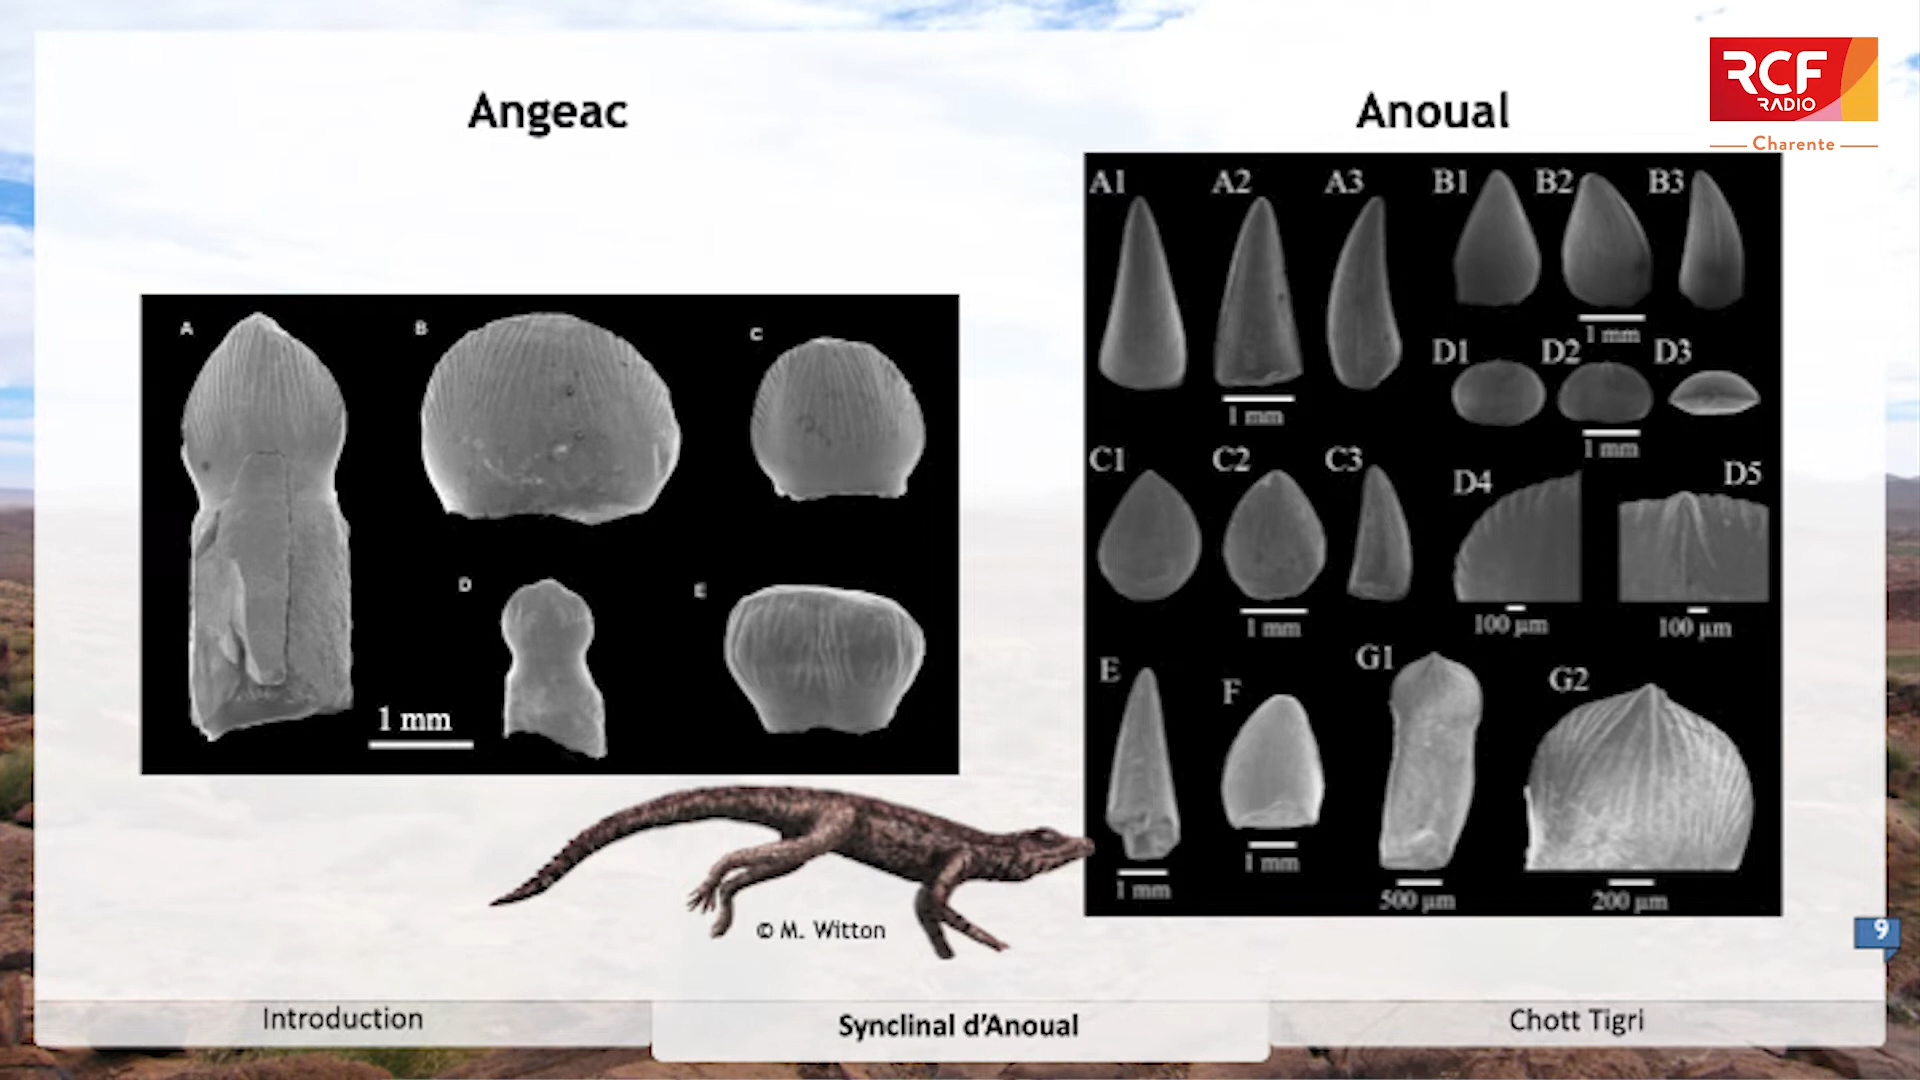 Angeac
Anoual
RCF
RADIO
Charente
A
B
C
D
E
1 mm
A1 A2 A3 B1 B2 B3
1 mm
1 mm
D1 D2 D3
1 mm
C1 C2 C3 D4 D5
1 mm
100 µm
100 µm
E F G1 G2
1 mm
1 mm
500 µm
200 µm
© M. Witton
9
Introduction
Synclinal d’Anoual
Chott Tigri